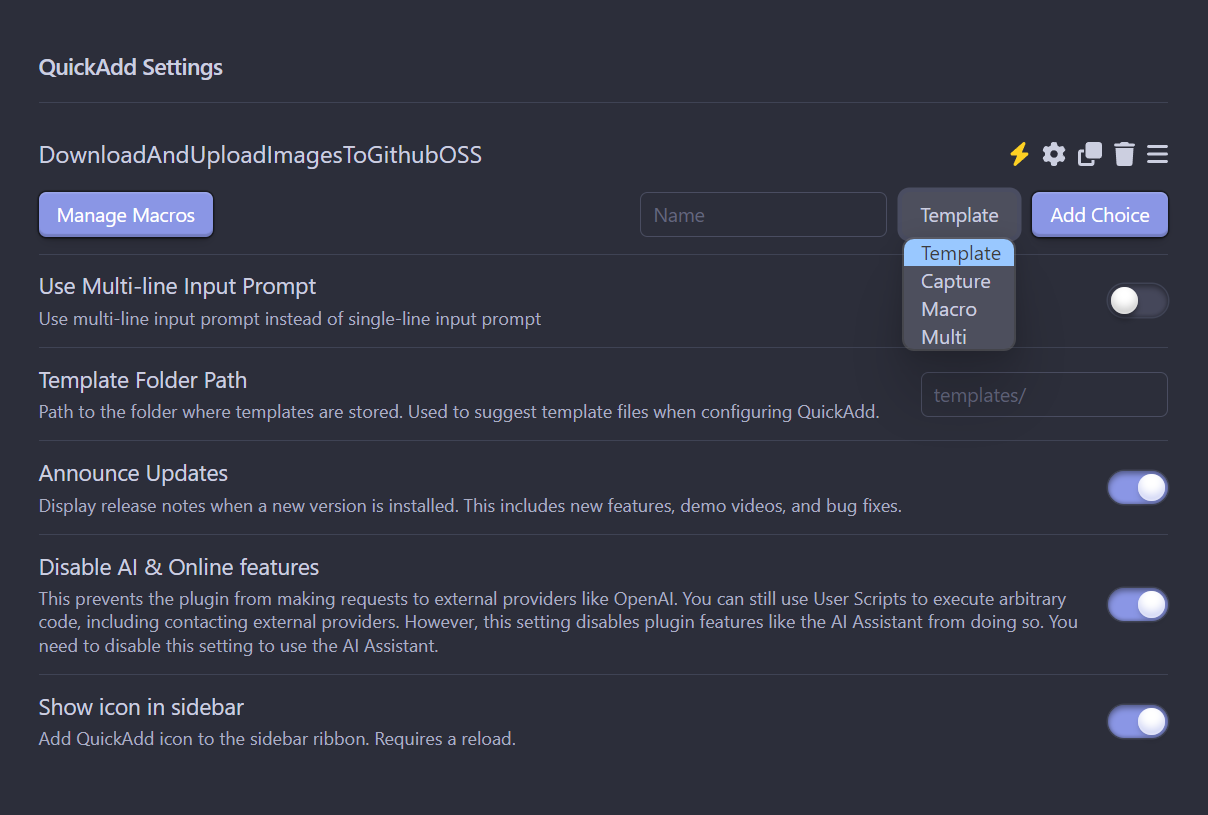 QuickAdd Settings
DownloadAndUploadImagesToGithubOSS
Manage Macros
Name
Template
Add Choice
Template
Capture
Macro
Multi
Use Multi-line Input Prompt
Use multi-line input prompt instead of single-line input prompt
Template Folder Path
Path to the folder where templates are stored. Used to suggest template files when configuring QuickAdd.
templates/
Announce Updates
Display release notes when a new version is installed. This includes new features, demo videos, and bug fixes.
Disable AI & Online features
This prevents the plugin from making requests to external providers like OpenAI. You can still use User Scripts to execute arbitrary
code, including contacting external providers. However, this setting disables plugin features like the AI Assistant from doing so. You
need to disable this setting to use the AI Assistant.
Show icon in sidebar
Add QuickAdd icon to the sidebar ribbon. Requires a reload.